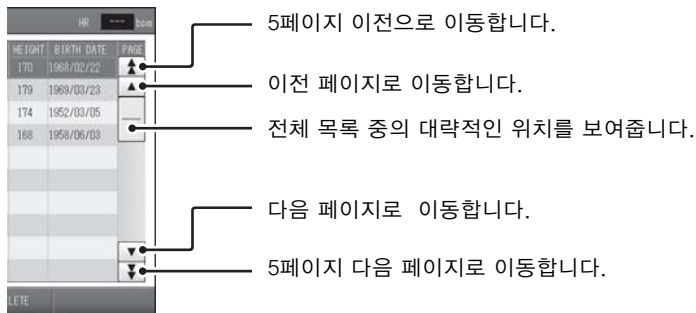 HR --- bpm
5페이지 이전으로 이동합니다.
HEIGHT BIRTH DATE PAGE
170 1968/02/22
이전 페이지로 이동합니다.
179 1969/03/23
174 1952/03/05
전체 목록 중의 대략적인 위치를 보여줍니다.
168 1958/06/03
다음 페이지로 이동합니다.
5페이지 다음 페이지로 이동합니다.
LETE